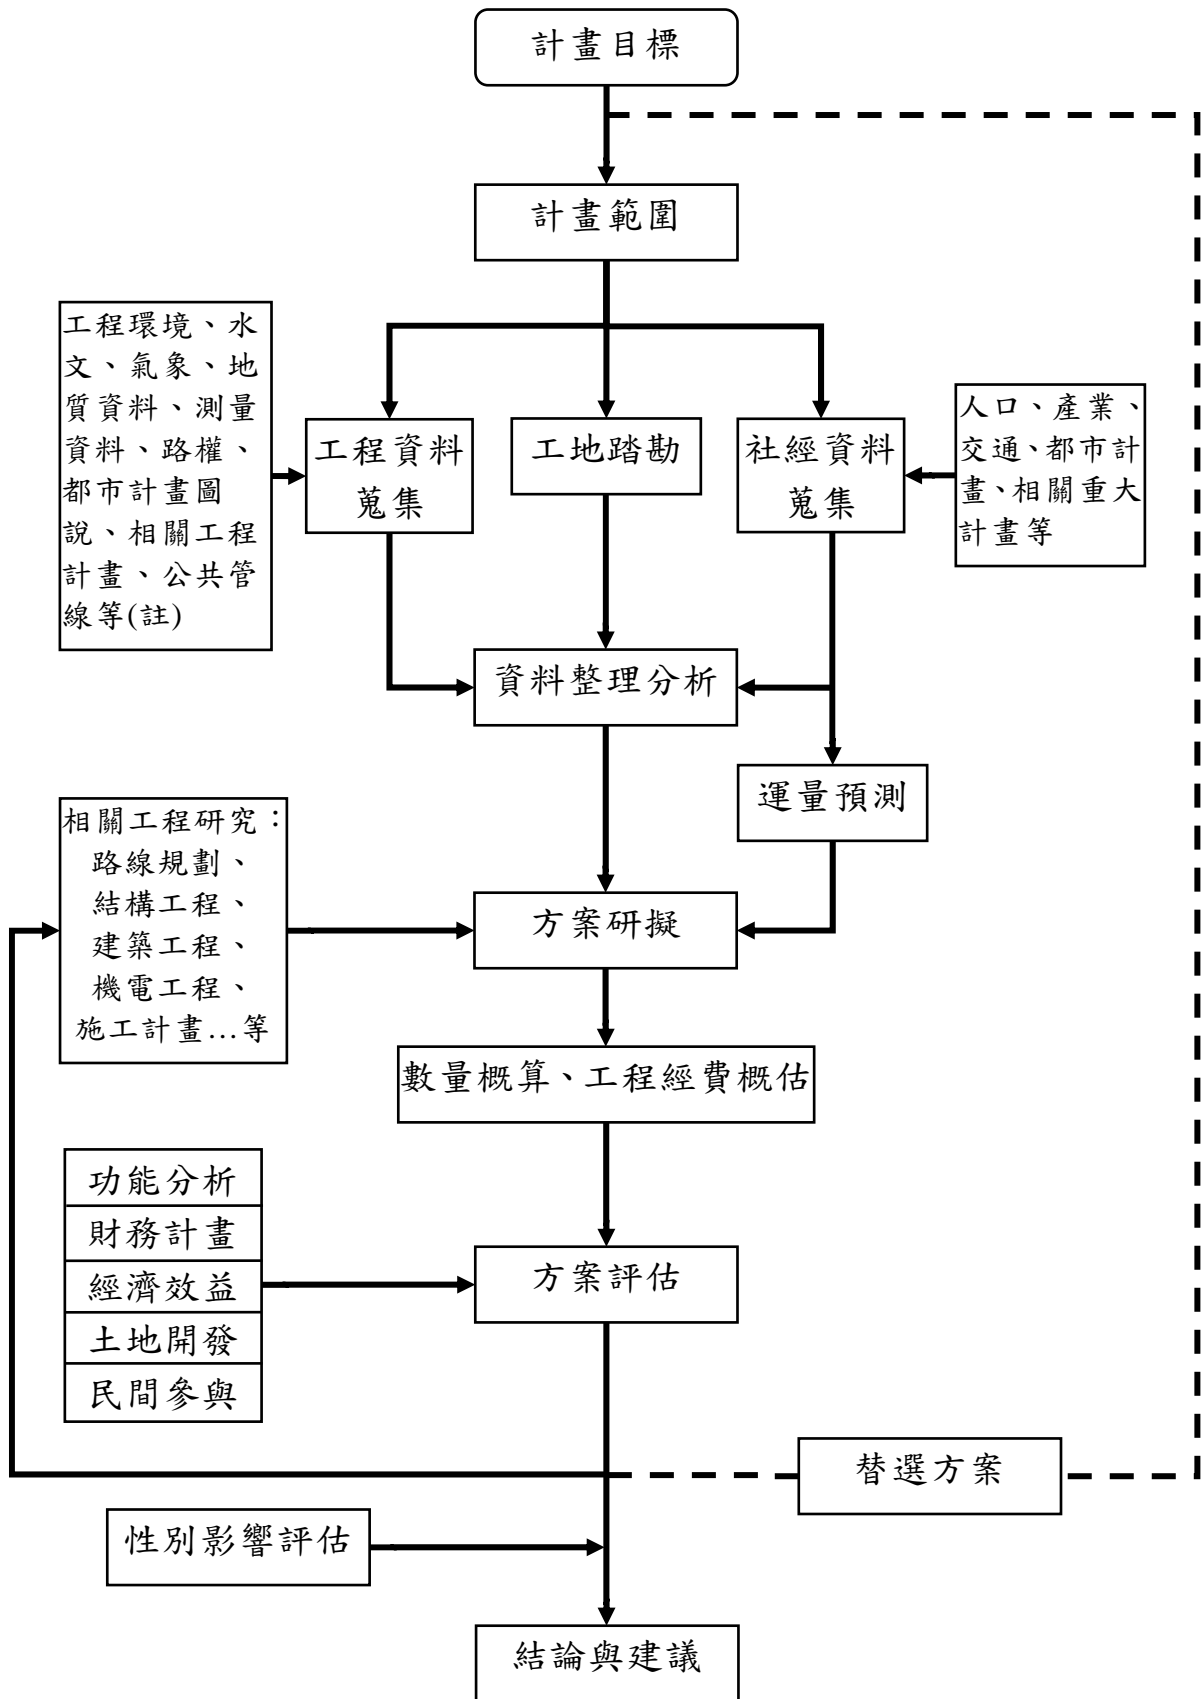 計畫目標
計畫範圍
工程環境、水
文、氣象、地
質資料、測量
資料、路權、
都市計畫圖
說、相關工程
計畫、公共管
線等(註)
工程資料
蒐集
工地踏勘
社經資料
蒐集
人口、產業、
交通、都市計
畫、相關重大
計畫等
資料整理分析
運量預測
相關工程研究：
路線規劃、
結構工程、
建築工程、
機電工程、
施工計畫…等
方案研擬
數量概算、工程經費概估
功能分析
財務計畫
經濟效益
土地開發
民間參與
方案評估
替選方案
性別影響評估
結論與建議